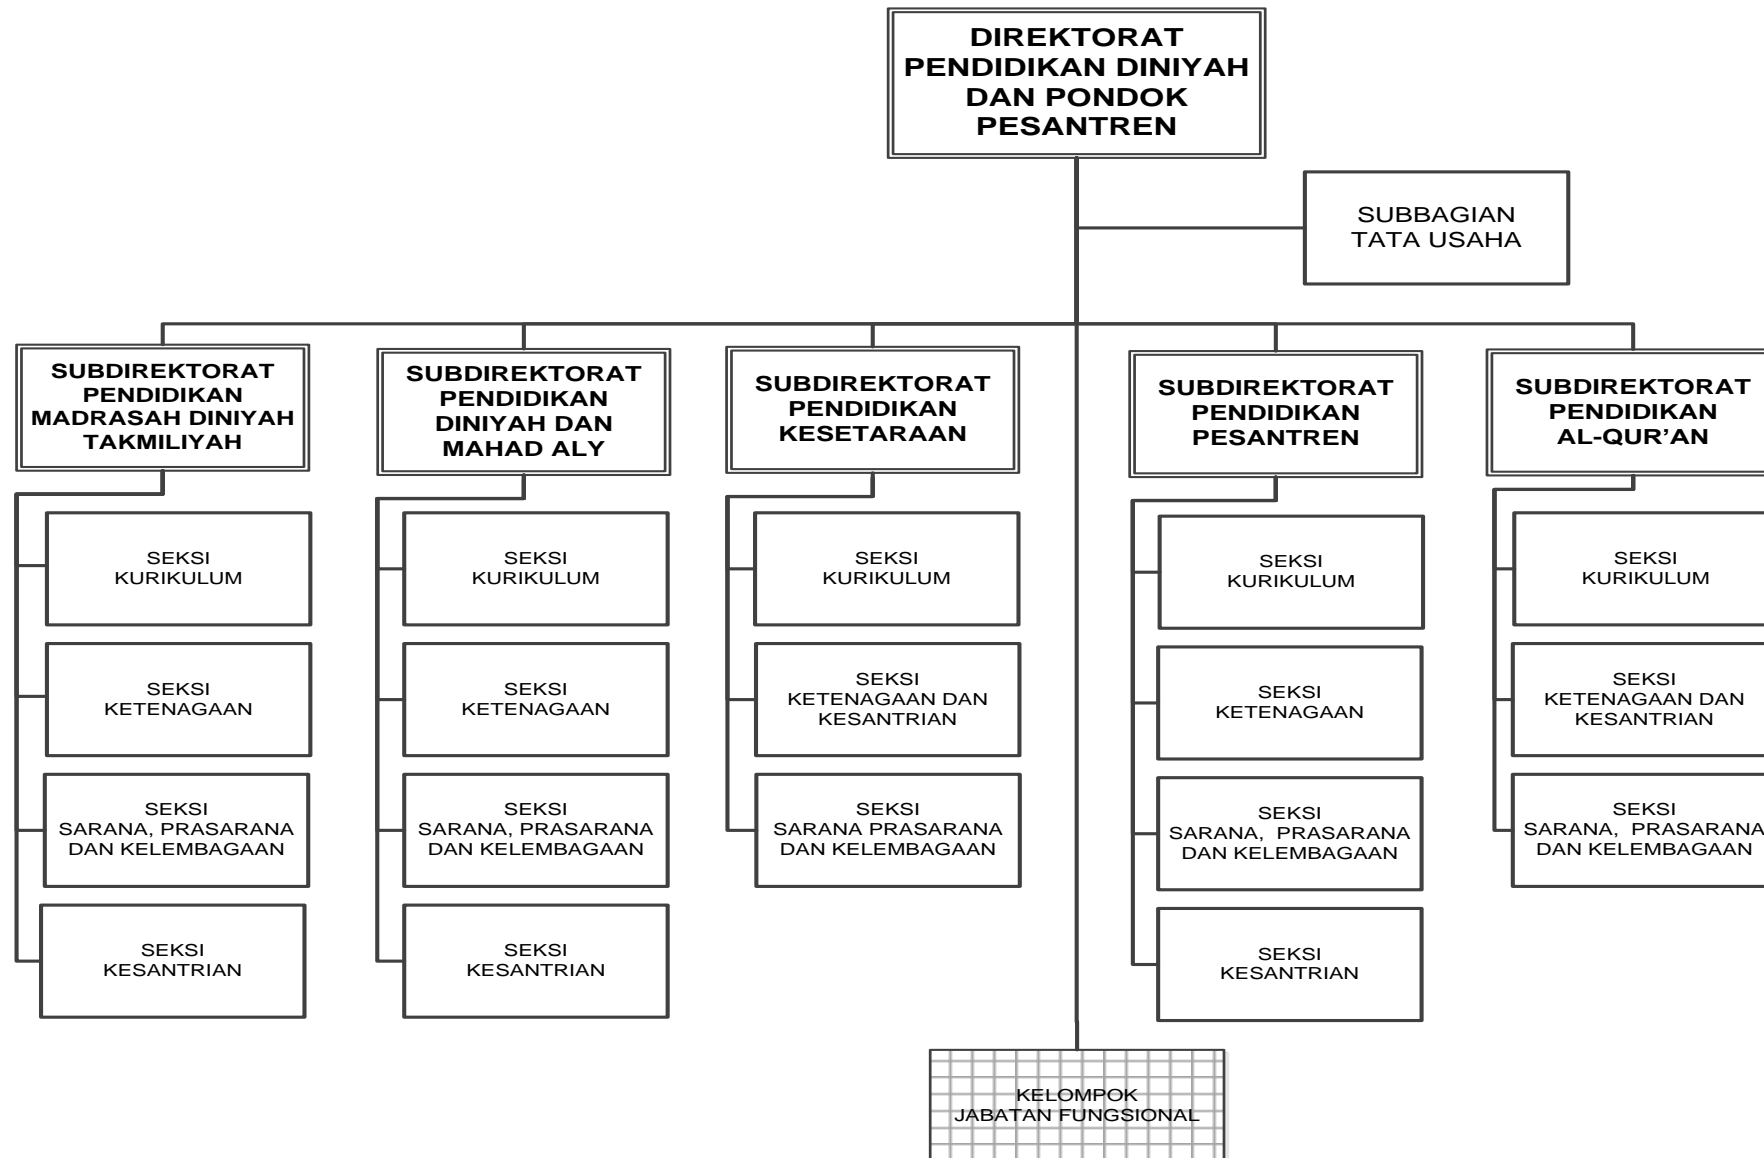 DIREKTORAT
PENDIDIKAN DINIYAH
DAN PONDOK
PESANTREN
SUBBAGIAN
TATA USAHA
SUBDIREKTORAT
PENDIDIKAN
MADRASAH DINIYAH
TAKMILIYAH
SEKSI
KURIKULUM
SEKSI
KETENAGAAN
SEKSI
SARANA, PRASARANA
DAN KELEMBAGAAN
SEKSI
KESANTRIAN
SUBDIREKTORAT
PENDIDIKAN
DINIYAH DAN
MAHAD ALY
SEKSI
KURIKULUM
SEKSI
KETENAGAAN
SEKSI
SARANA, PRASARANA
DAN KELEMBAGAAN
SEKSI
KESANTRIAN
SUBDIREKTORAT
PENDIDIKAN
KESETARAAN
SEKSI
KURIKULUM
SEKSI
KETENAGAAN DAN
KESANTRIAN
SEKSI
SARANA PRASARANA
DAN KELEMBAGAAN
SUBDIREKTORAT
PENDIDIKAN
PESANTREN
SEKSI
KURIKULUM
SEKSI
KETENAGAAN
SEKSI
SARANA, PRASARANA
DAN KELEMBAGAAN
SEKSI
KESANTRIAN
SUBDIREKTORAT
PENDIDIKAN
AL-QUR’AN
SEKSI
KURIKULUM
SEKSI
KETENAGAAN DAN
KESANTRIAN
SEKSI
SARANA, PRASARANA
DAN KELEMBAGAAN
KELOMPOK
JABATAN FUNGSIONAL